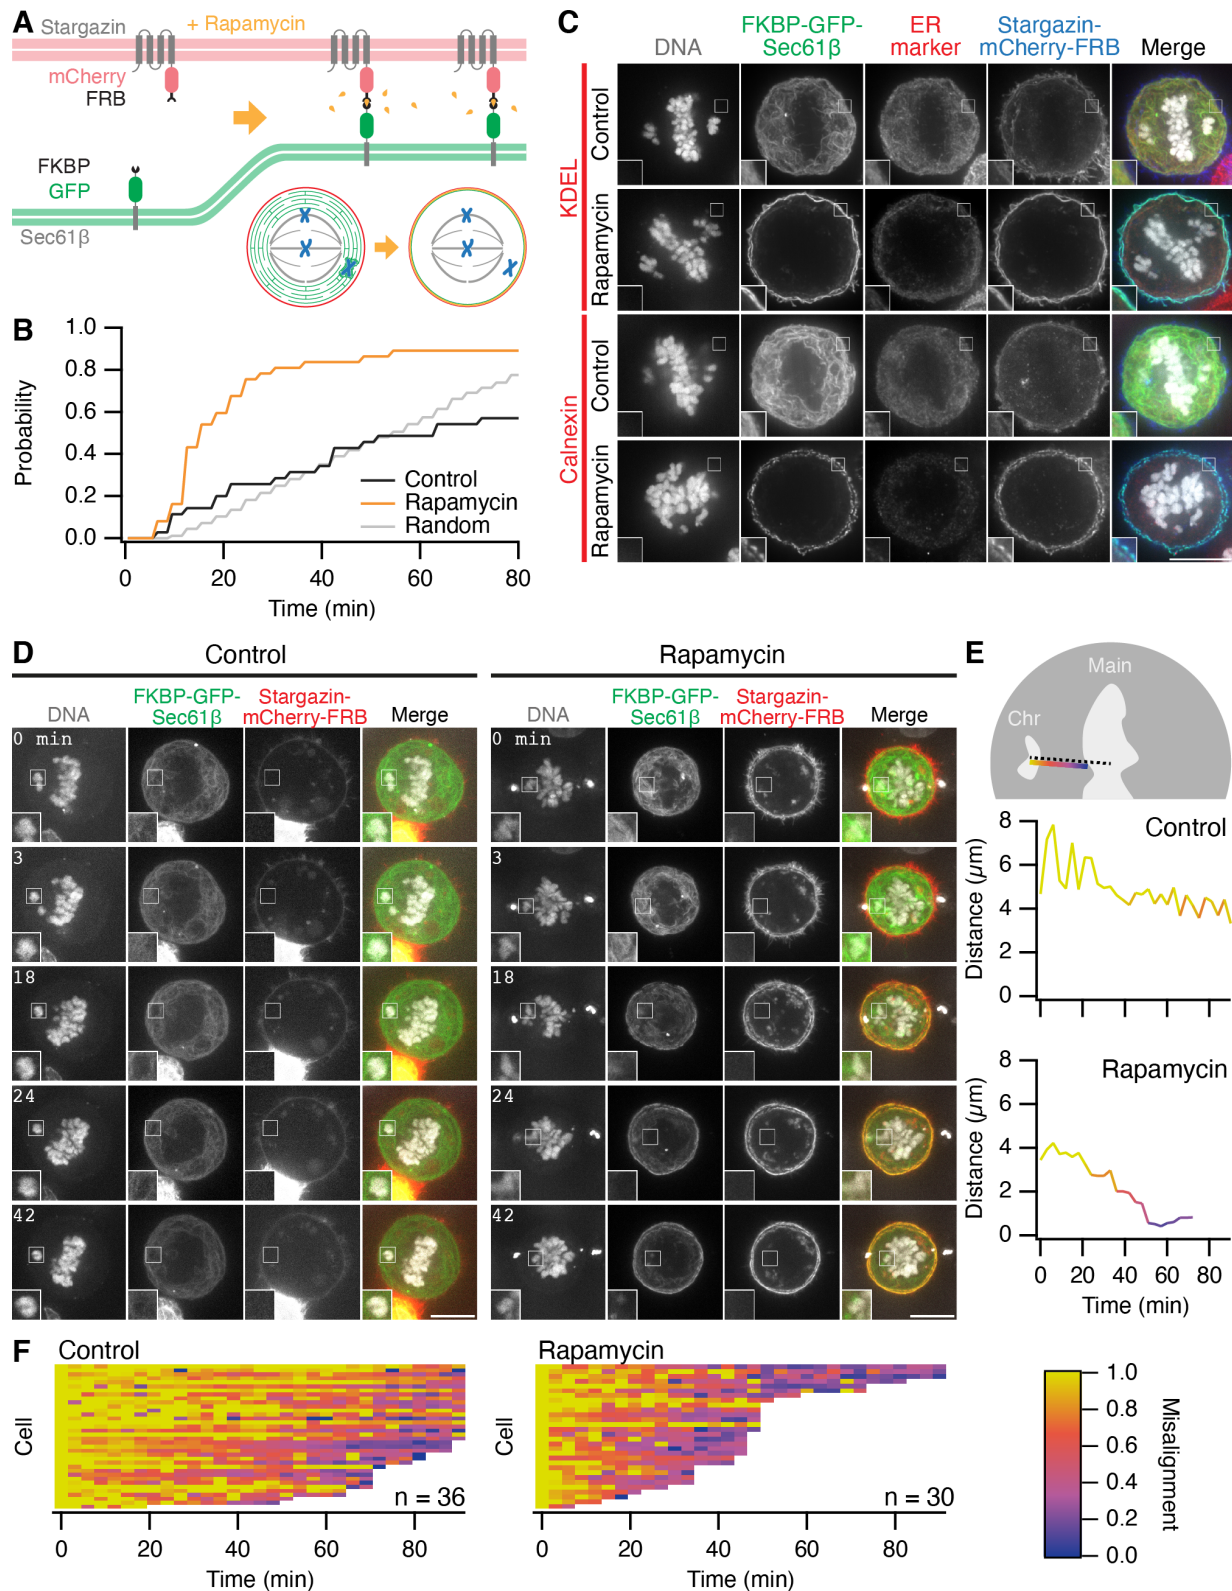 A
Stargazin
+ Rapamycin
mCherry
FRB
FKBP
GFP
Sec61β
B
1.0
0.8
0.6
0.4
0.2
0.0
Probability
Control
Rapamycin
Random
0 20 40 60 80
Time (min)
C
DNA
FKBP-GFP-
Sec61β
ER
marker
Stargazin-
mCherry-FRB
Merge
KDEL
Control
Rapamycin
Calnexin
Control
Rapamycin
D
Control
Rapamycin
DNA
FKBP-GFP-
Sec61β
Stargazin-
mCherry-FRB
Merge
DNA
FKBP-GFP-
Sec61β
Stargazin-
mCherry-FRB
Merge
0 min
3
18
24
42
0 min
3
18
24
42
E
Main
Chr
Control
8
6
4
2
0
Distance (µm)
Rapamycin
8
6
4
2
0
Distance (µm)
0 20 40 60 80
Time (min)
F
Control
Cell
n = 36
0 20 40 60 80
Time (min)
Rapamycin
Cell
n = 30
0 20 40 60 80
Time (min)
1.0
0.8
0.6
0.4
0.2
0.0
Misalignment